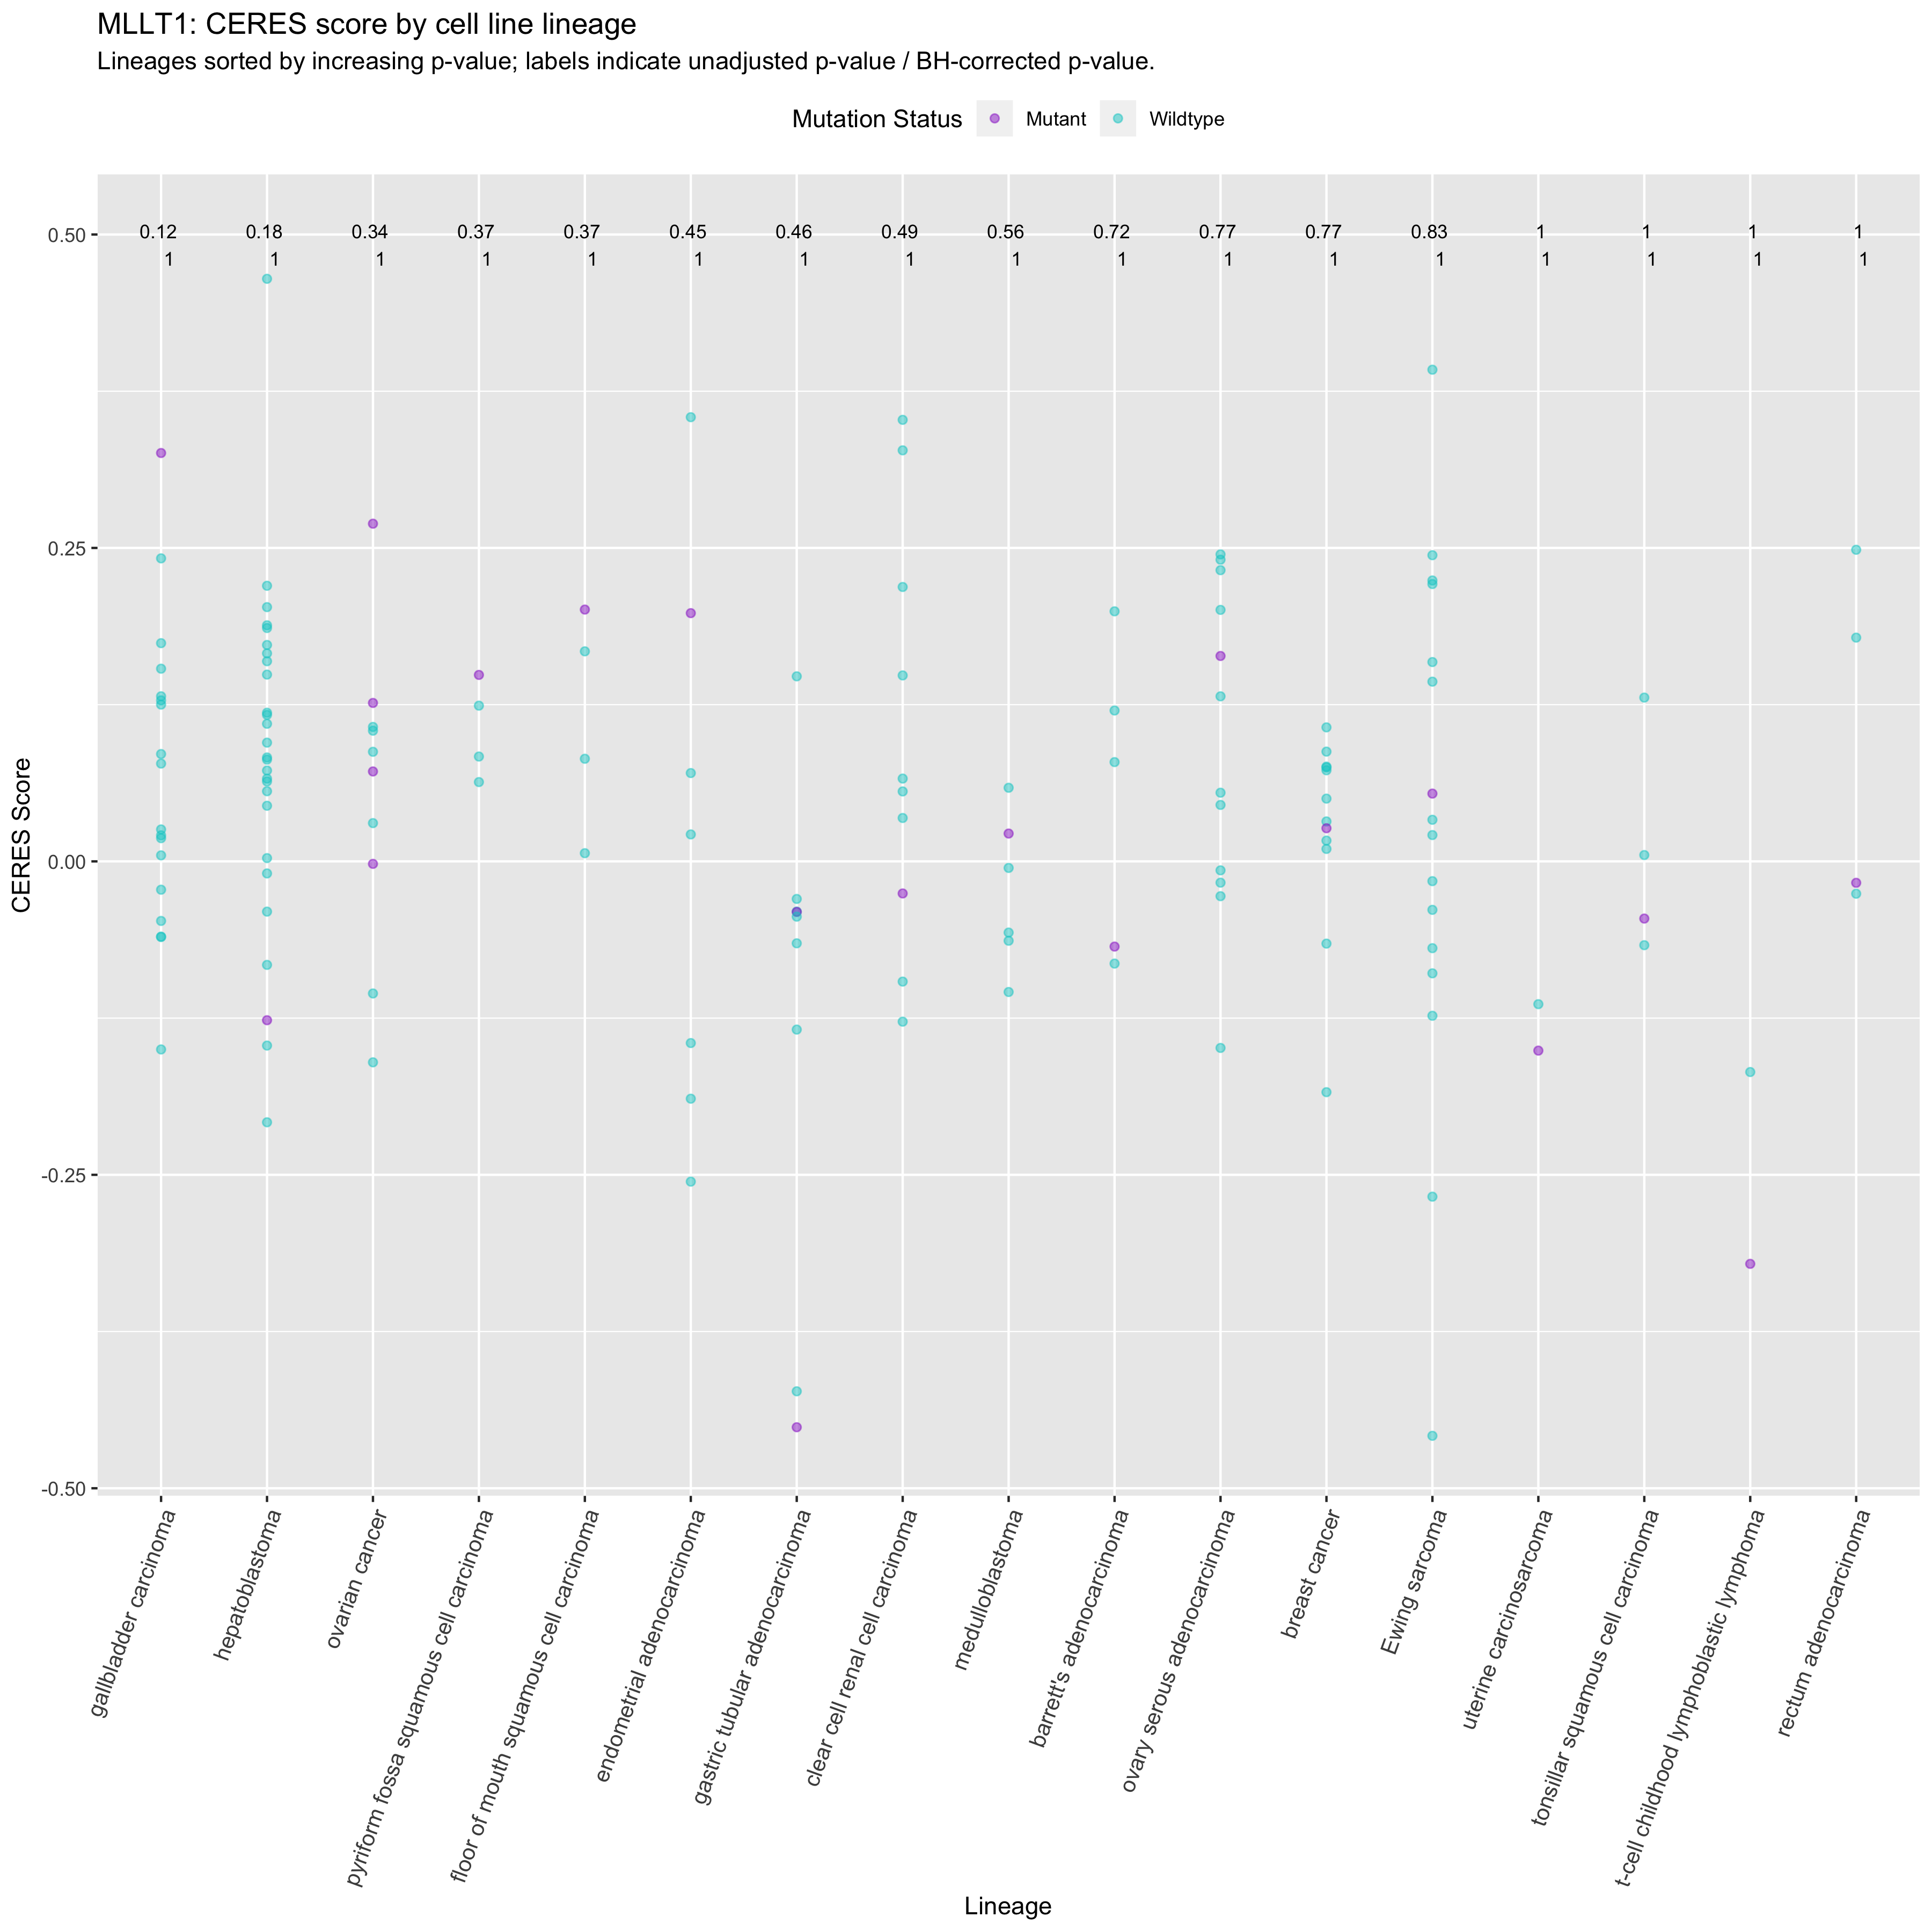 MLLT1: CERES score by cell line lineage
Lineages sorted by increasing p-value; labels indicate unadjusted p-value / BH-corrected p-value.
Mutation Status Mutant Wildtype
0.12 0.18 0.34 0.37 0.37 0.45 0.46 0.49 0.56 0.72 0.77 0.77 0.83 1 1 1 1
1 1 1 1 1 1 1 1 1 1 1 1 1 1 1 1 1
0.50
0.25
0.00
-0.25
-0.50
CERES Score
gallbladder carcinoma
hepatoblastoma
ovarian cancer
pyriform fossa squamous cell carcinoma
floor of mouth squamous cell carcinoma
endometrial adenocarcinoma
gastric tubular adenocarcinoma
clear cell renal cell carcinoma
medulloblastoma
barrett's adenocarcinoma
ovary serous adenocarcinoma
breast cancer
Ewing sarcoma
uterine carcinosarcoma
tonsillar squamous cell carcinoma
t-cell childhood lymphoblastic lymphoma
rectum adenocarcinoma
Lineage